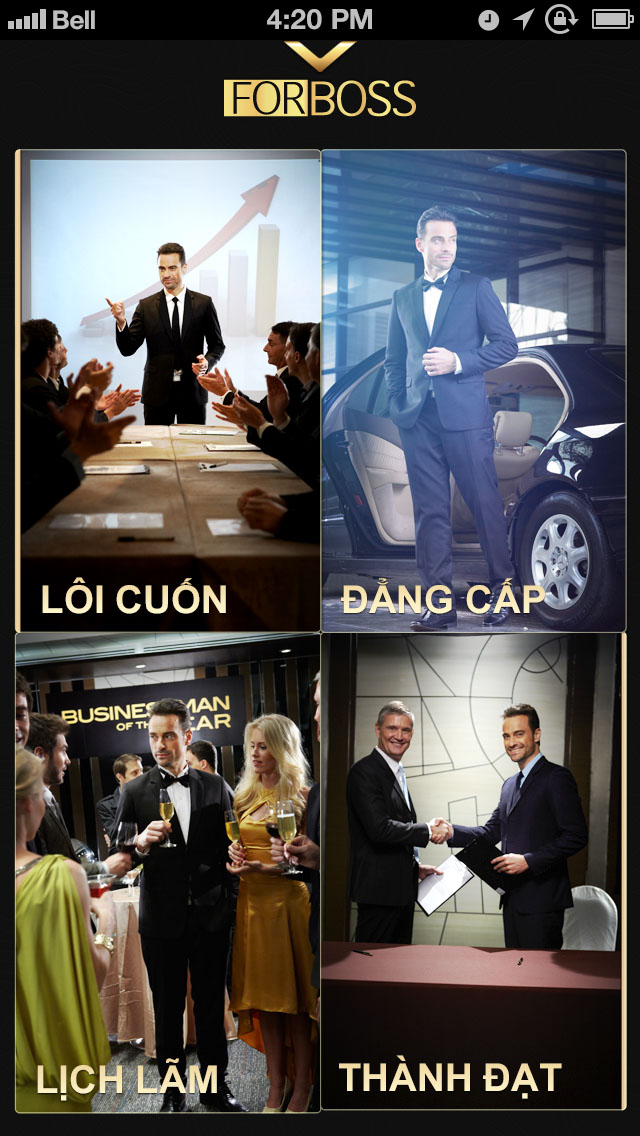 Bell 4:20 PM
FORBOSS
LÔI CUỐN
ĐẲNG CẤP
BUSINESSMAN
OF THE YEAR
LỊCH LÃM
THÀNH ĐẠT